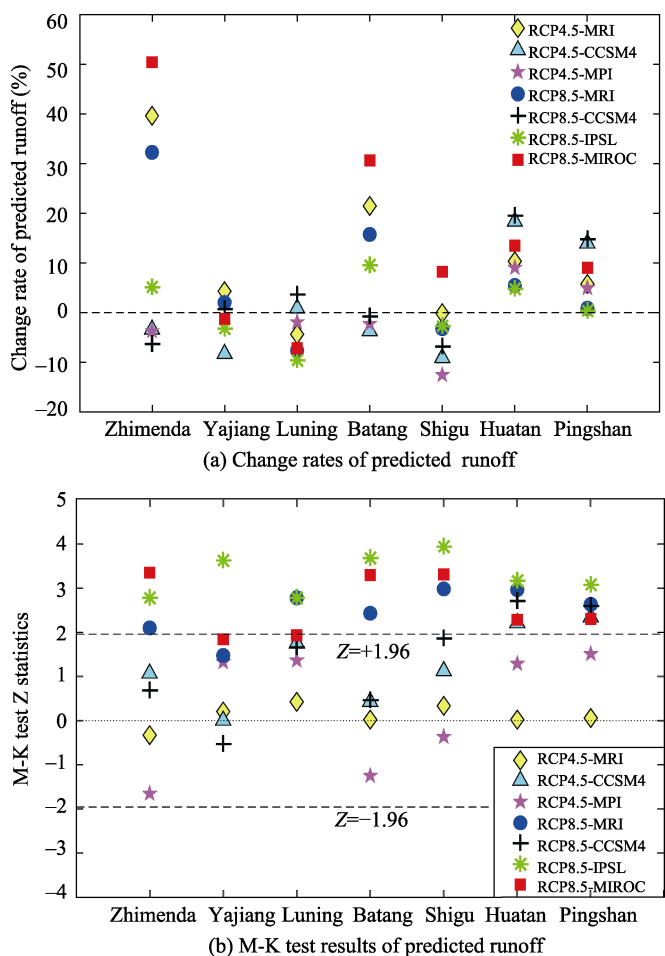 60
50
40
30
20
10
0
−10
−20
Change rate of predicted runoff (%)
RCP4.5-MRI
RCP4.5-CCSM4
RCP4.5-MPI
RCP8.5-MRI
RCP8.5-CCSM4
RCP8.5-IPSL
RCP8.5-MIROC
Zhimenda Yajiang Luning Batang Shigu Huatan Pingshan
(a) Change rates of predicted runoff
5
4
3
2
1
0
−1
−2
−3
−4
M-K test Z statistics
Z=+1.96
Z=−1.96
RCP4.5-MRI
RCP4.5-CCSM4
RCP4.5-MPI
RCP8.5-MRI
RCP8.5-CCSM4
RCP8.5-IPSL
RCP8.5-MIROC
Zhimenda Yajiang Luning Batang Shigu Huatan Pingshan
(b) M-K test results of predicted runoff